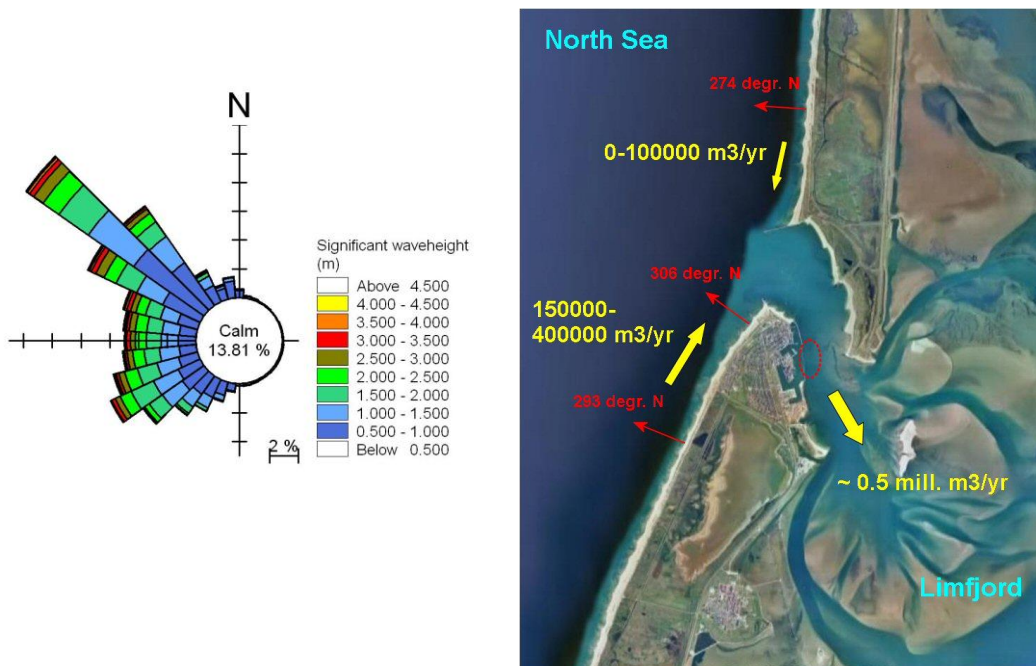 N
Calm
13.81 %
2 %
Significant waveheight
(m)
Above 4.500
4.000 - 4.500
3.500 - 4.000
3.000 - 3.500
2.500 - 3.000
2.000 - 2.500
1.500 - 2.000
1.000 - 1.500
0.500 - 1.000
Below 0.500
North Sea
274 degr. N
0-100000 m3/yr
306 degr. N
150000-
400000 m3/yr
293 degr. N
~ 0.5 mill. m3/yr
Limfjord